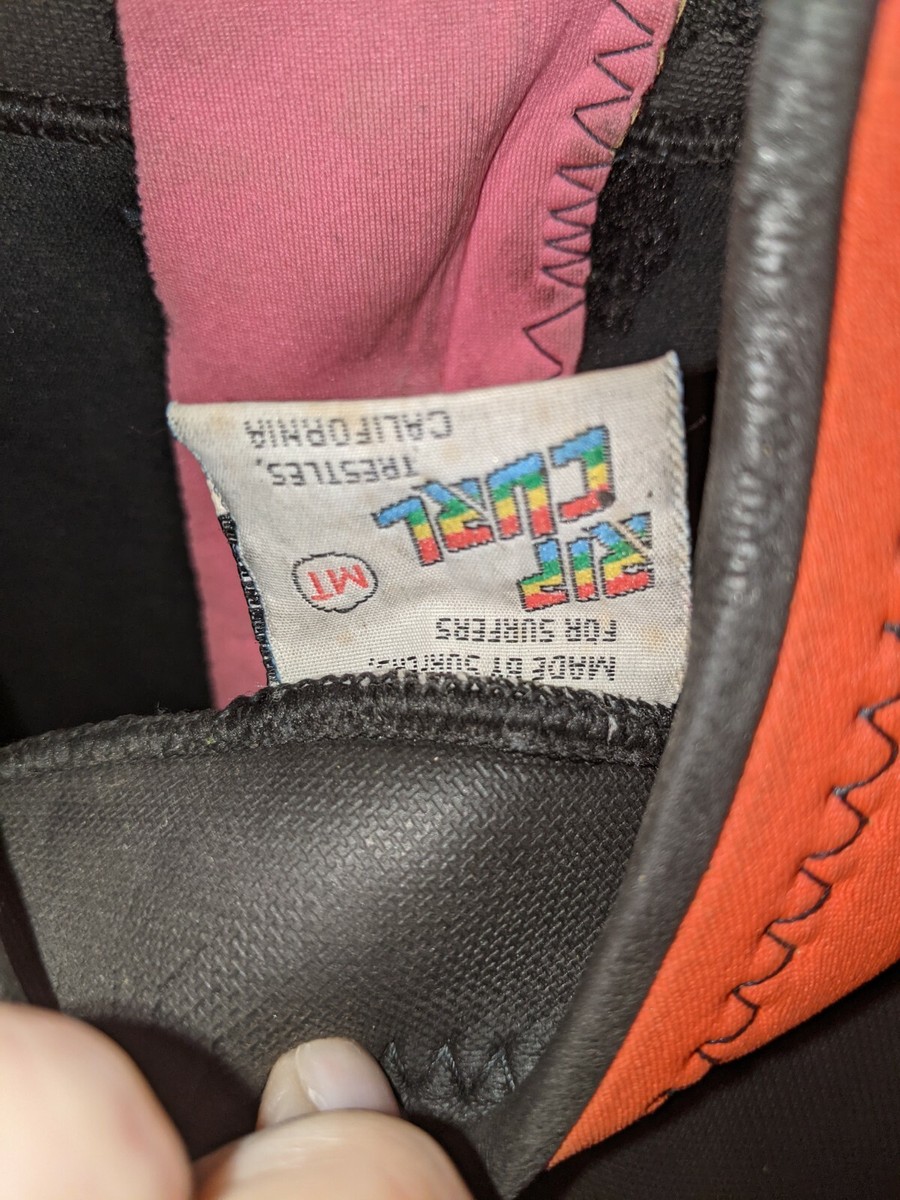 MADE BY SURFERS,
FOR SURFERS
RIP
CURL
MT
TRESTLES,
CALIFORNIA